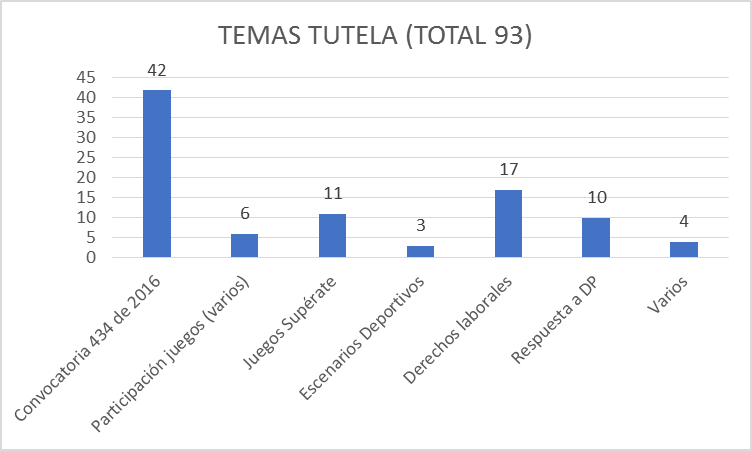 TEMAS TUTELA (TOTAL 93)
45
40
35
30
25
20
15
10
5
0
42
6
11
3
17
10
4
Convocatoria 434 de 2016
Participación juegos (varios)
Juegos Supérate
Escenarios Deportivos
Derechos laborales
Respuesta a DP
Varios